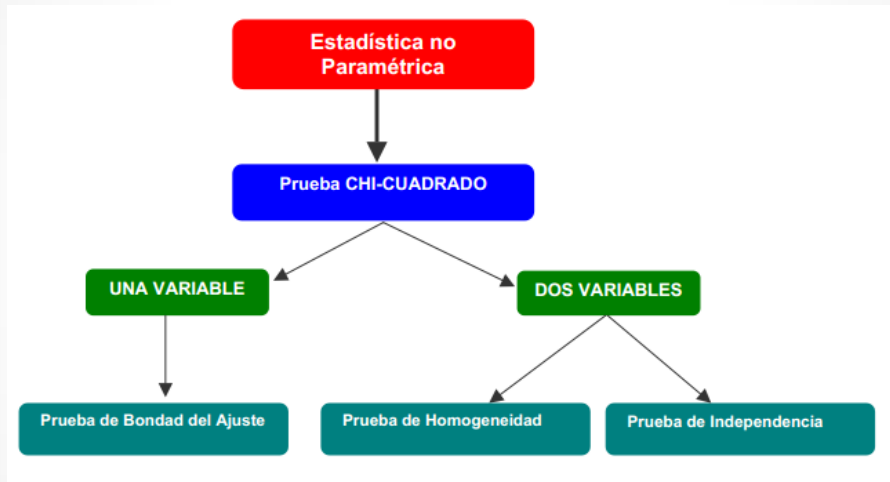 Estadística no
Paramétrica
Prueba CHI-CUADRADO
UNA VARIABLE
DOS VARIABLES
Prueba de Bondad del Ajuste
Prueba de Homogeneidad
Prueba de Independencia